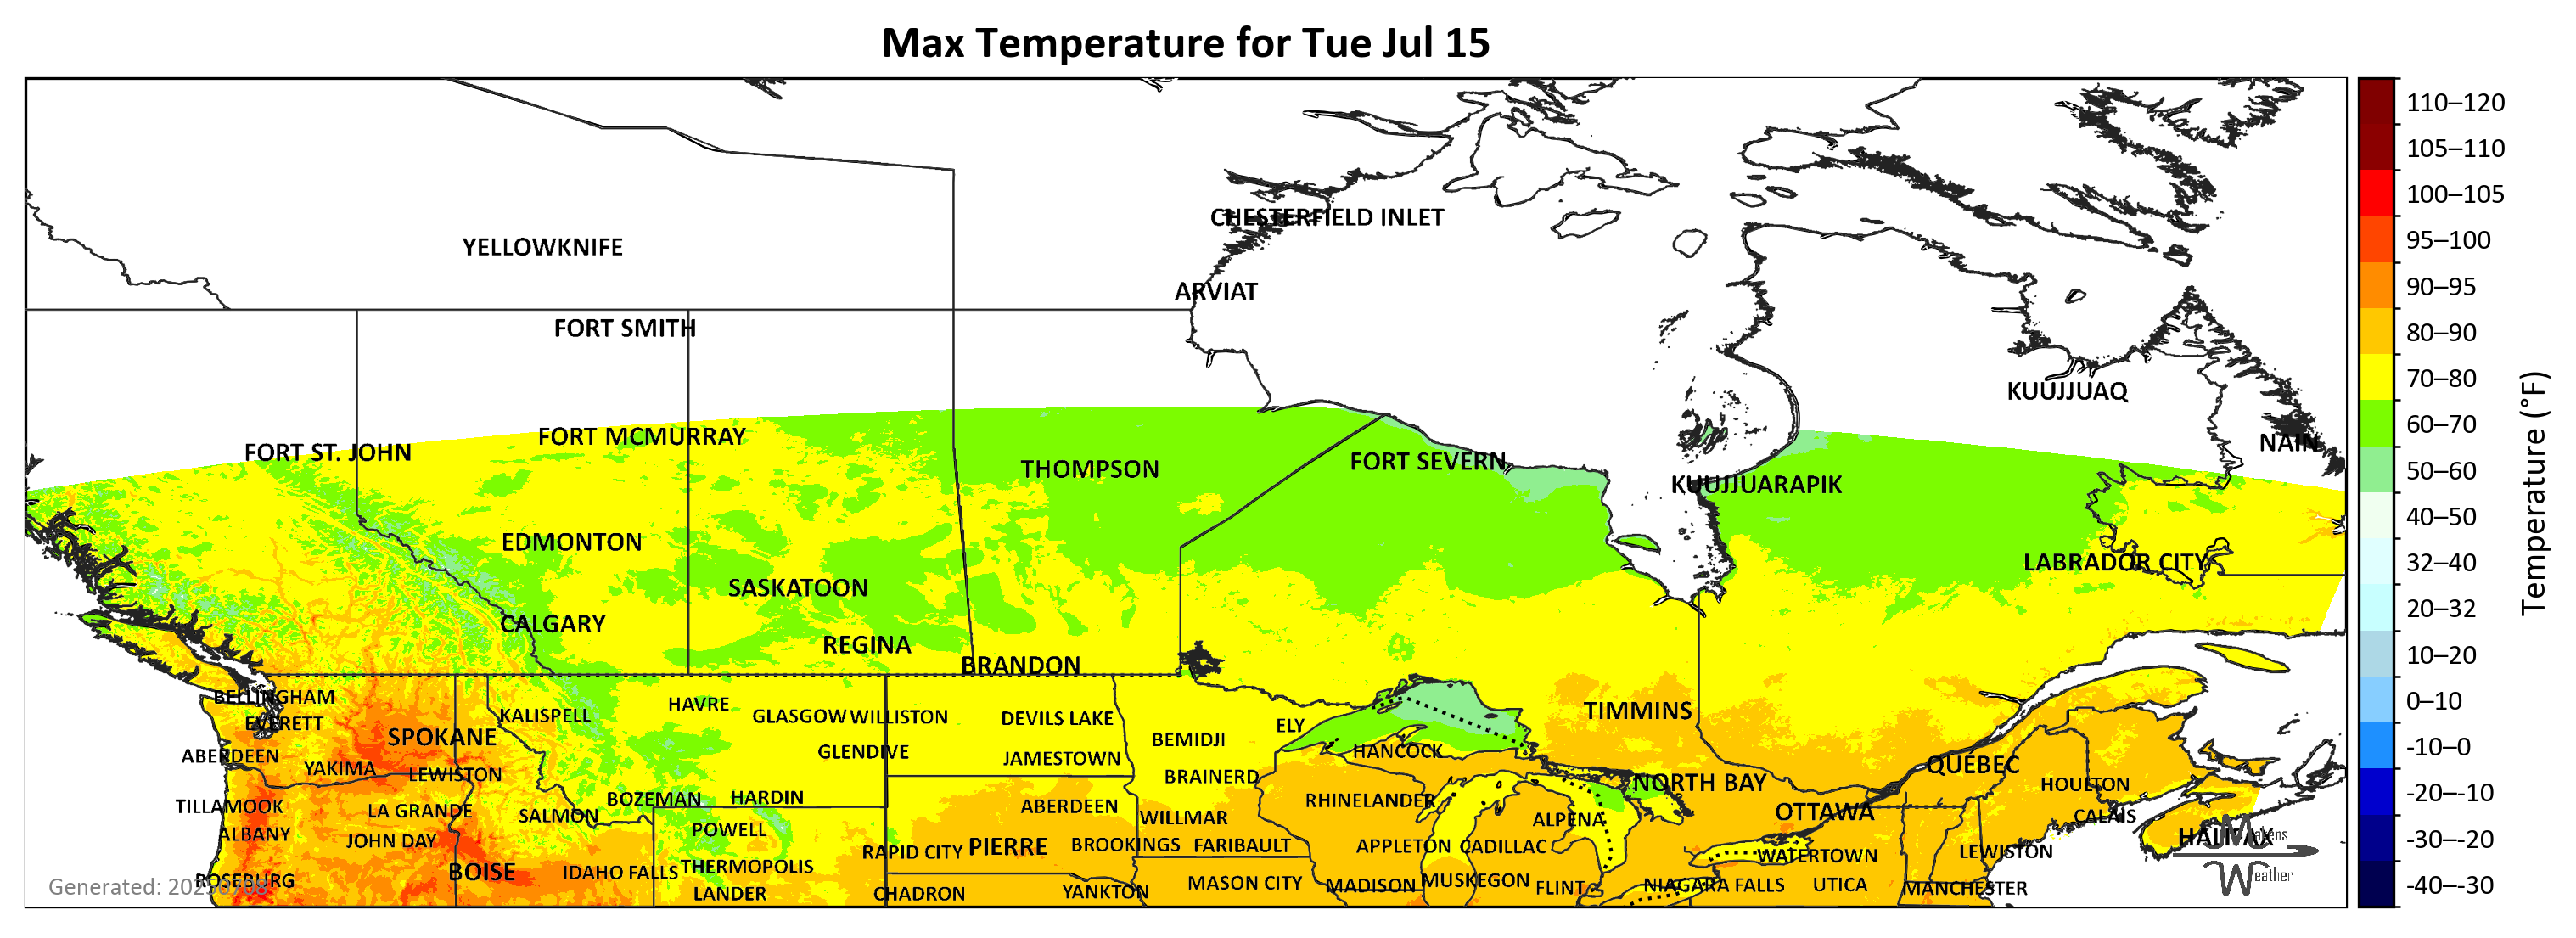 Max Temperature for Tue Jul 15
110–120
105–110
CHESTERFIELD INLET
100–105
YELLOWKNIFE
95–100
ARVIAT
90–95
FORT SMITH
80–90
KUUJJUAQ
70–80
60–70
FORT MCMURRAY
NAIN
FORT ST. JOHN
THOMPSON
FORT SEVERN
50–60
KUUJJUARAPIK
40–50
EDMONTON
LABRADOR CITY
32–40
SASKATOON
20–32
CALGARY
REGINA
10–20
BRANDON
Temperature (°F)
BELLINGHAM
HAVRE
0–10
EVERETT
KALISPELL
GLASGOW
WILLISTON
DEVILS LAKE
ELY
TIMMINS
SPOKANE
BEMIDJI
-10–0
ABERDEEN
GLENDIVE
JAMESTOWN
HANCOCK
QUÉBEC
YAKIMA
LEWISTON
BRAINERD
NORTH BAY
HOULTON
-20–-10
TILLAMOOK
LA GRANDE
SALMON
BOZEMAN
HARDIN
ABERDEEN
WILLMAR
RHINELANDER
ALPENA
OTTAWA
CALAIS
ALBANY
JOHN DAY
POWELL
RAPID CITY
PIERRE
BROOKINGS
FARIBAULT
APPLETON
CADILLAC
WATERTOWN
LEWISTON
HALIFAX
-30–-20
BOISE
IDAHO FALLS
THERMOPOLIS
Weather
ROSEBURG
LANDER
CHADRON
YANKTON
MASON CITY
MADISON
MUSKEGON
FLINT
NIAGARA FALLS
UTICA
MANCHESTER
-40–-30
Generated: